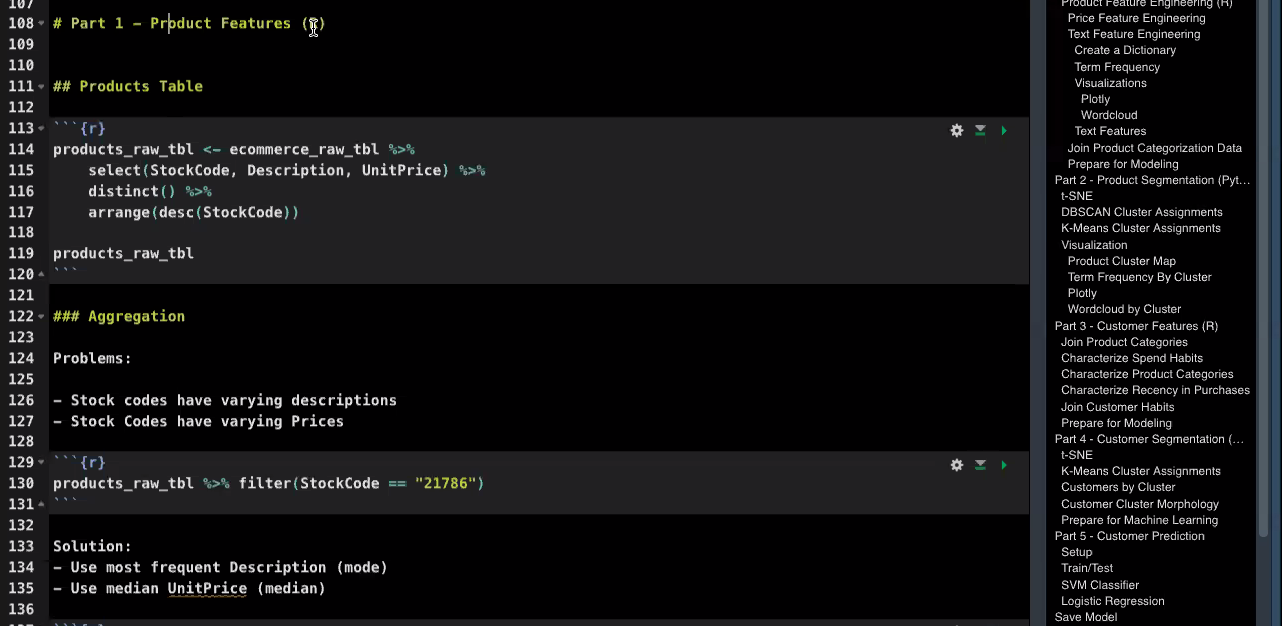 107
108 # Part 1 - Product Features (R)
109
110
111 ## Products Table
112
113 ```{r}
114 products_raw_tbl <- ecommerce_raw_tbl %>%
115 select(StockCode, Description, UnitPrice) %>%
116 distinct() %>%
117 arrange(desc(StockCode))
118
119 products_raw_tbl
120 ```
121
122 ### Aggregation
123
124 Problems:
125
126 - Stock codes have varying descriptions
127 - Stock Codes have varying Prices
128
129 ```{r}
130 products_raw_tbl %>% filter(StockCode == "21786")
131 ```
132
133 Solution:
134 - Use most frequent Description (mode)
135 - Use median UnitPrice (median)
136
Product Feature Engineering (R)
Price Feature Engineering
Text Feature Engineering
Create a Dictionary
Term Frequency
Visualizations
Plotly
Wordcloud
Text Features
Join Product Categorization Data
Prepare for Modeling
Part 2 - Product Segmentation (Pyt...
t-SNE
DBSCAN Cluster Assignments
K-Means Cluster Assignments
Visualization
Product Cluster Map
Term Frequency By Cluster
Plotly
Wordcloud by Cluster
Part 3 - Customer Features (R)
Join Product Categories
Characterize Spend Habits
Characterize Product Categories
Characterize Recency in Purchases
Join Customer Habits
Prepare for Modeling
Part 4 - Customer Segmentation (...
t-SNE
K-Means Cluster Assignments
Customers by Cluster
Customer Cluster Morphology
Prepare for Machine Learning
Part 5 - Customer Prediction
Setup
Train/Test
SVM Classifier
Logistic Regression
Save Model